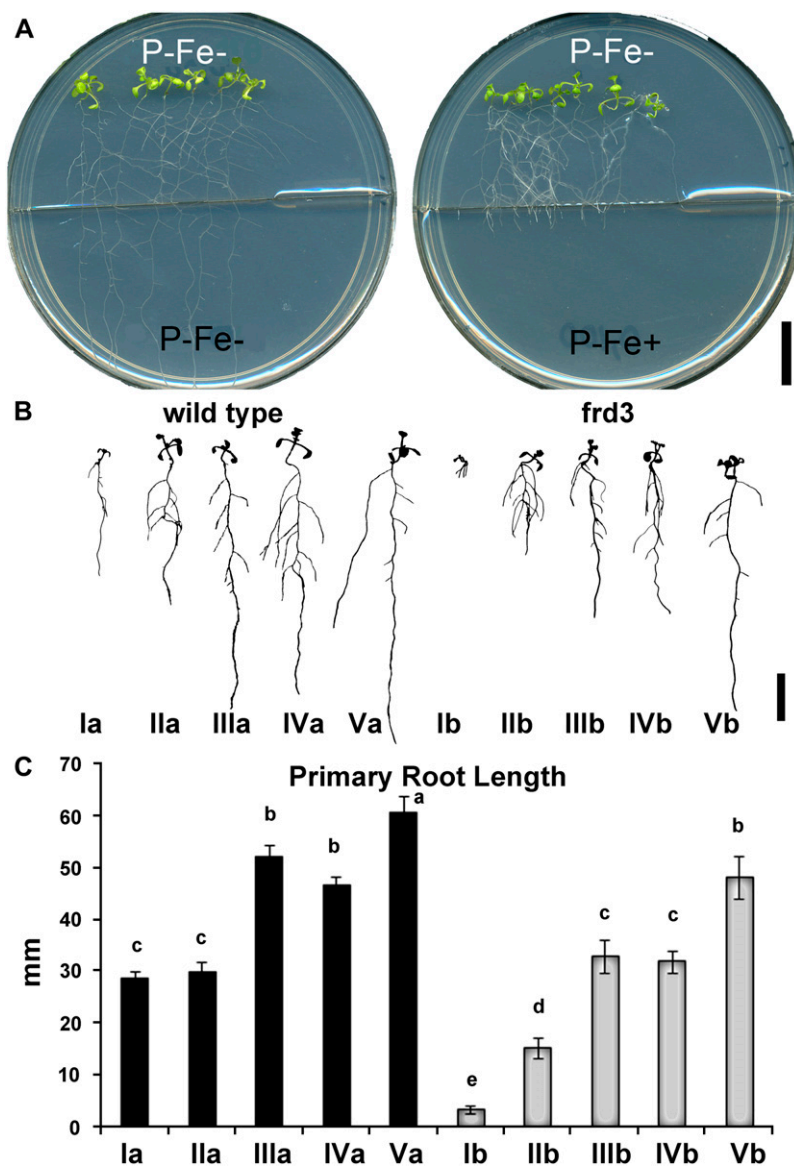 A
P-Fe- P-Fe-
P-Fe- P-Fe+
B
wild type frd3
Ia IIa IIIa IVa Va Ib IIb IIIb IVb Vb
C
Primary Root Length
70
60
50
40
30
20
10
0
mm
c c b b a e d c c b
Ia IIa IIIa IVa Va Ib IIb IIIb IVb Vb